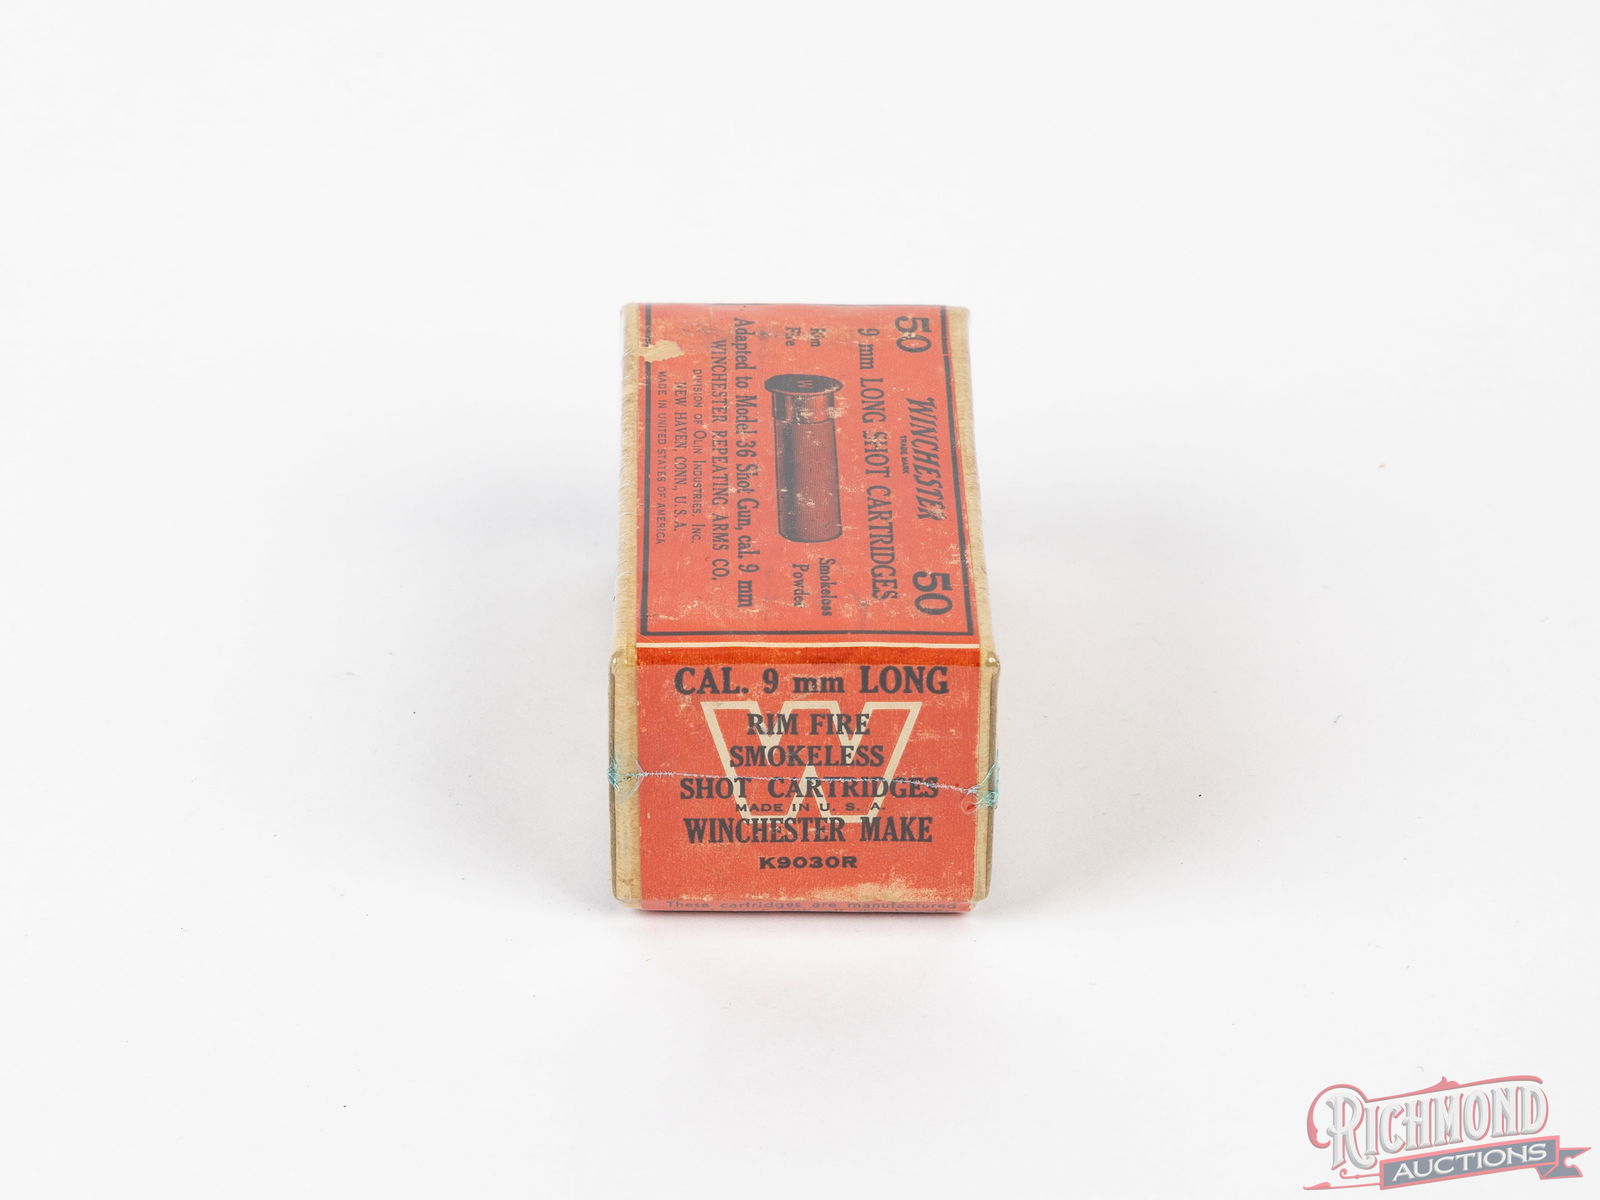 50 WINCHESTER 50
TRADE MARK
9 mm LONG SHOT CARTRIDGES
Rim Fire
Smokeless Powder
W
Adapted to Model 36 Shot Gun, cal. 9 mm
WINCHESTER REPEATING ARMS CO.
DIVISION OF OLIN INDUSTRIES, INC.
NEW HAVEN, CONN., U.S.A.
MADE IN UNITED STATES OF AMERICA
CAL. 9 mm LONG
W
RIM FIRE
SMOKELESS
SHOT CARTRIDGES
MADE IN U. S. A.
WINCHESTER MAKE
K9030R
These cartridges are manufactured
RICHMOND
AUCTIONS